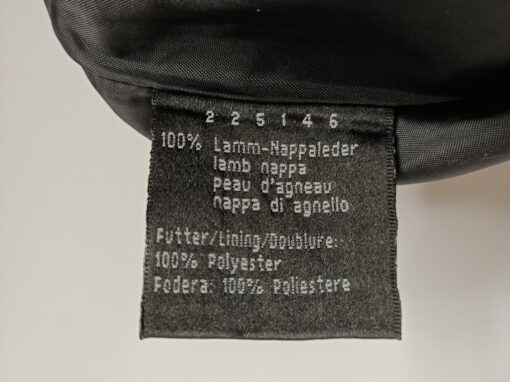 2 2 5 1 4 6
100% Lamm-Nappaleder
lamb nappa
peau d'agneau
nappa di agnello
Futter/Lining/Doublure:
100% Polyester
Fodera: 100% Poliestere